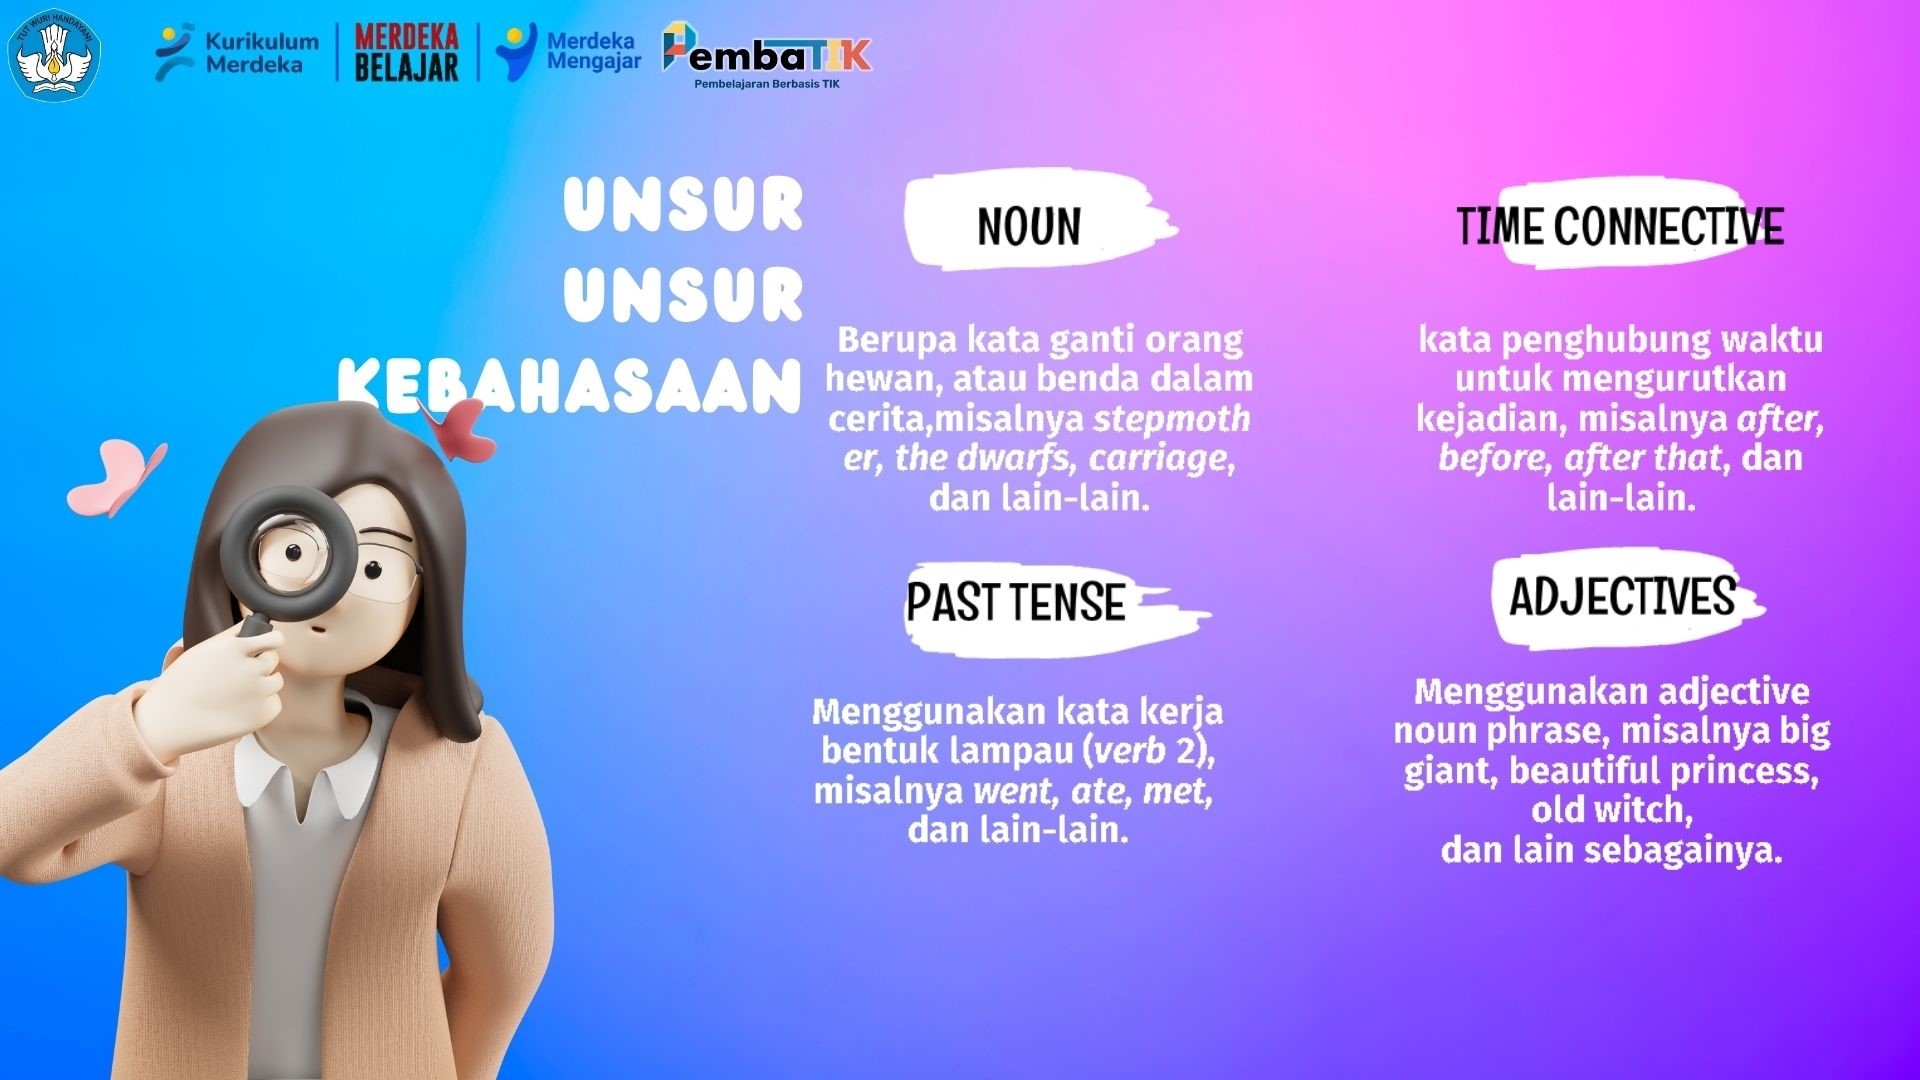 TUT WURI HANDAYANI
Kurikulum
Merdeka
MERDEKA
BELAJAR
Merdeka
Mengajar
PembaTIK
Pembelajaran Berbasis TIK
UNSUR
UNSUR
KEBAHASAAN
NOUN
Berupa kata ganti orang
hewan, atau benda dalam
cerita,misalnya stepmoth
er, the dwarfs, carriage,
dan lain-lain.
TIME CONNECTIVE
kata penghubung waktu
untuk mengurutkan
kejadian, misalnya after,
before, after that, dan
lain-lain.
PAST TENSE
Menggunakan kata kerja
bentuk lampau (verb 2),
misalnya went, ate, met,
dan lain-lain.
ADJECTIVES
Menggunakan adjective
noun phrase, misalnya big
giant, beautiful princess,
old witch,
dan lain sebagainya.